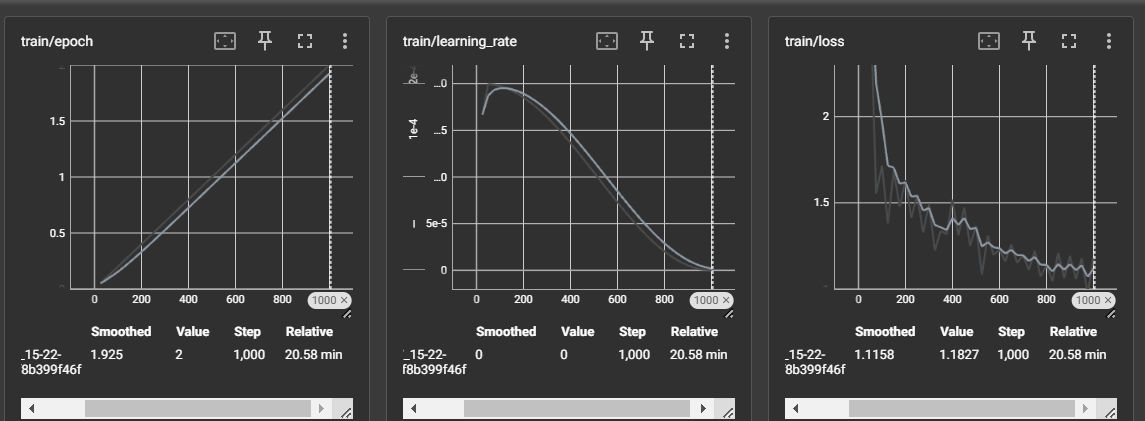 train/epoch
1.5
1
0.5
0 200 400 600 800 1000 ×
Smoothed Value Step Relative
_15-22-
8b399f46f 1.925 2 1,000 20.58 min
train/learning_rate
2e-
...0
1e-4
...5
...0
5e-5
0
0 200 400 600 800 1000 ×
Smoothed Value Step Relative
_15-22-
f8b399f46f 0 0 1,000 20.58 min
train/loss
2
1.5
0 200 400 600 800 1000 ×
Smoothed Value Step Relative
_15-22-
8b399f46f 1.1158 1.1827 1,000 20.58 min